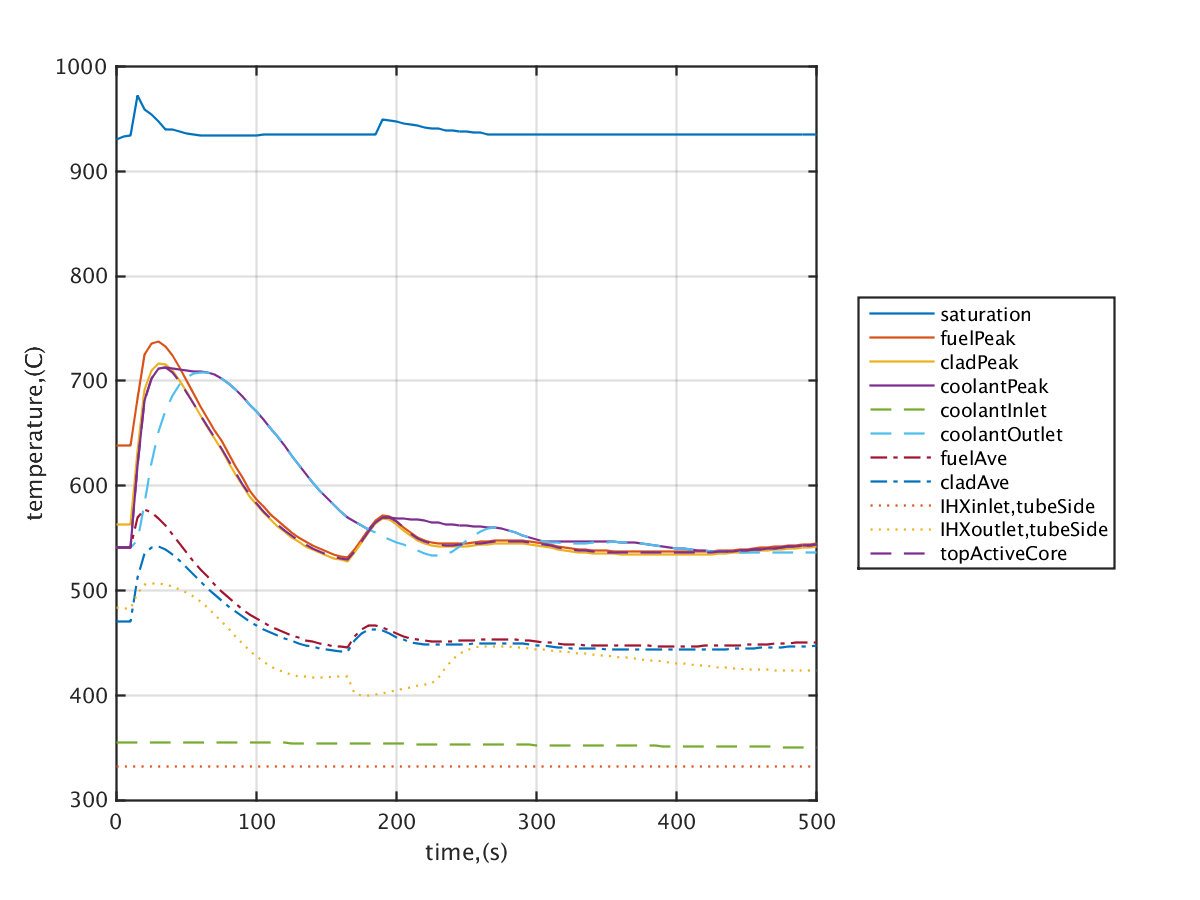 1000
900
800
700
600
500
400
300
temperature,(C)
0
100
200
300
400
500
time,(s)
saturation
fuelPeak
cladPeak
coolantPeak
coolantInlet
coolantOutlet
fuelAve
cladAve
IHXinlet,tubeSide
IHXoutlet,tubeSide
topActiveCore